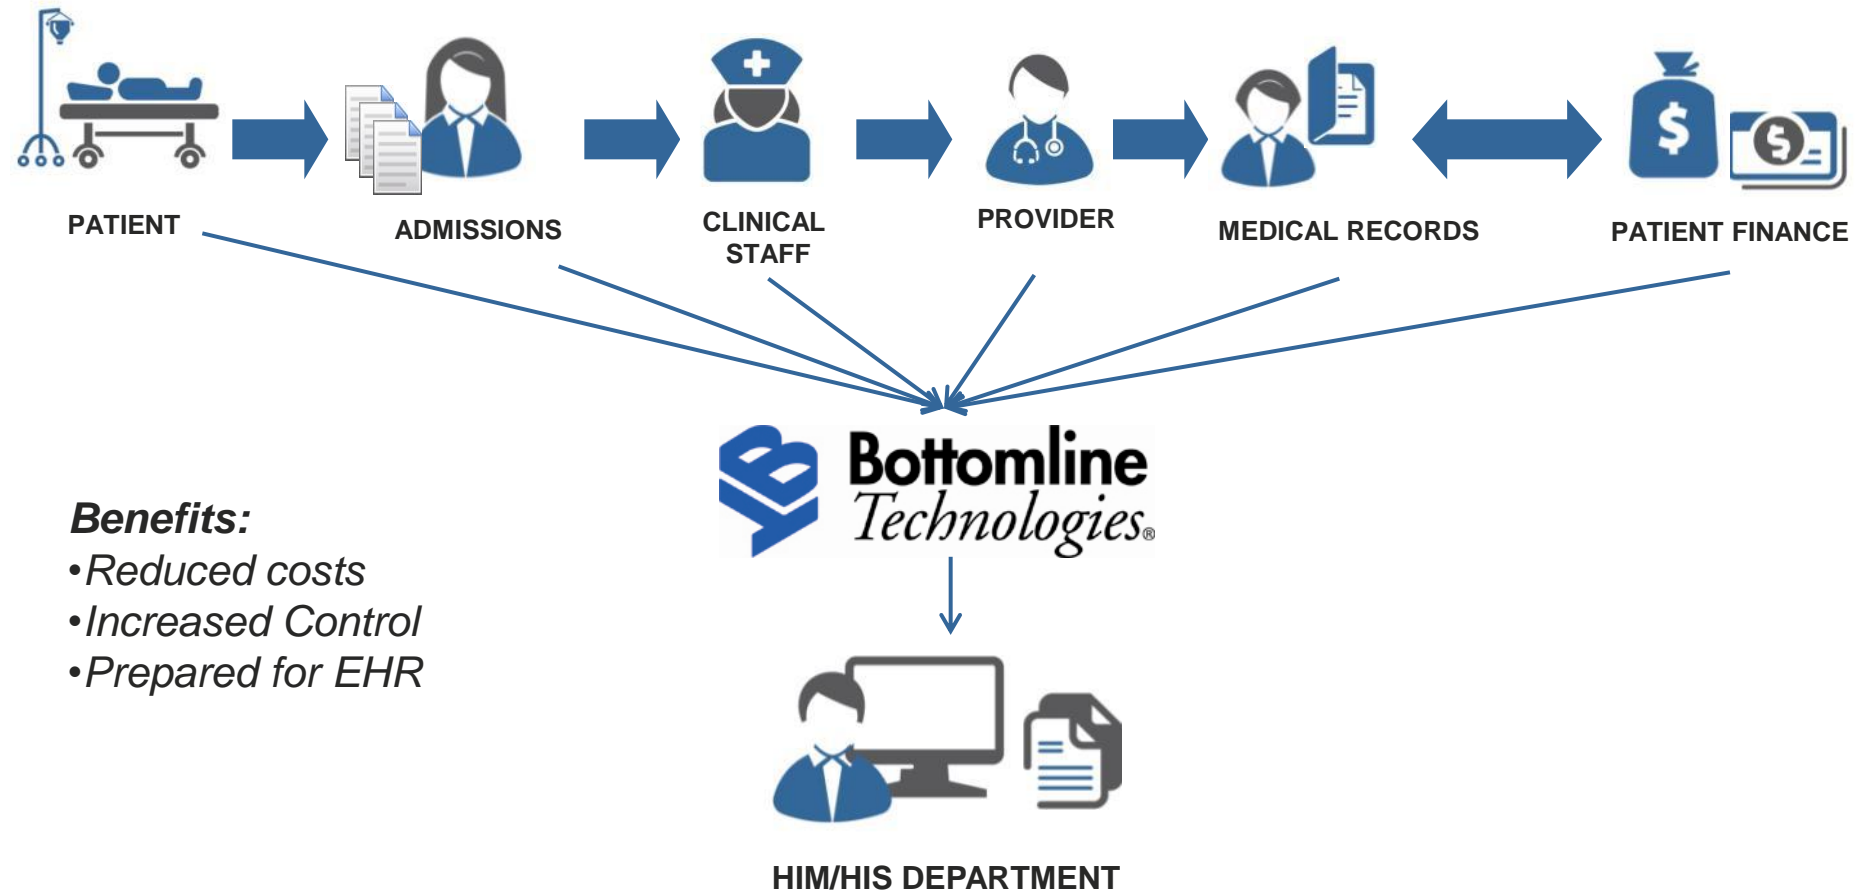 PATIENT
ADMISSIONS
CLINICAL
STAFF
PROVIDER
MEDICAL RECORDS
PATIENT FINANCE
$
$
Bottomline
Technologies®
Benefits:
•Reduced costs
•Increased Control
•Prepared for EHR
HIM/HIS DEPARTMENT